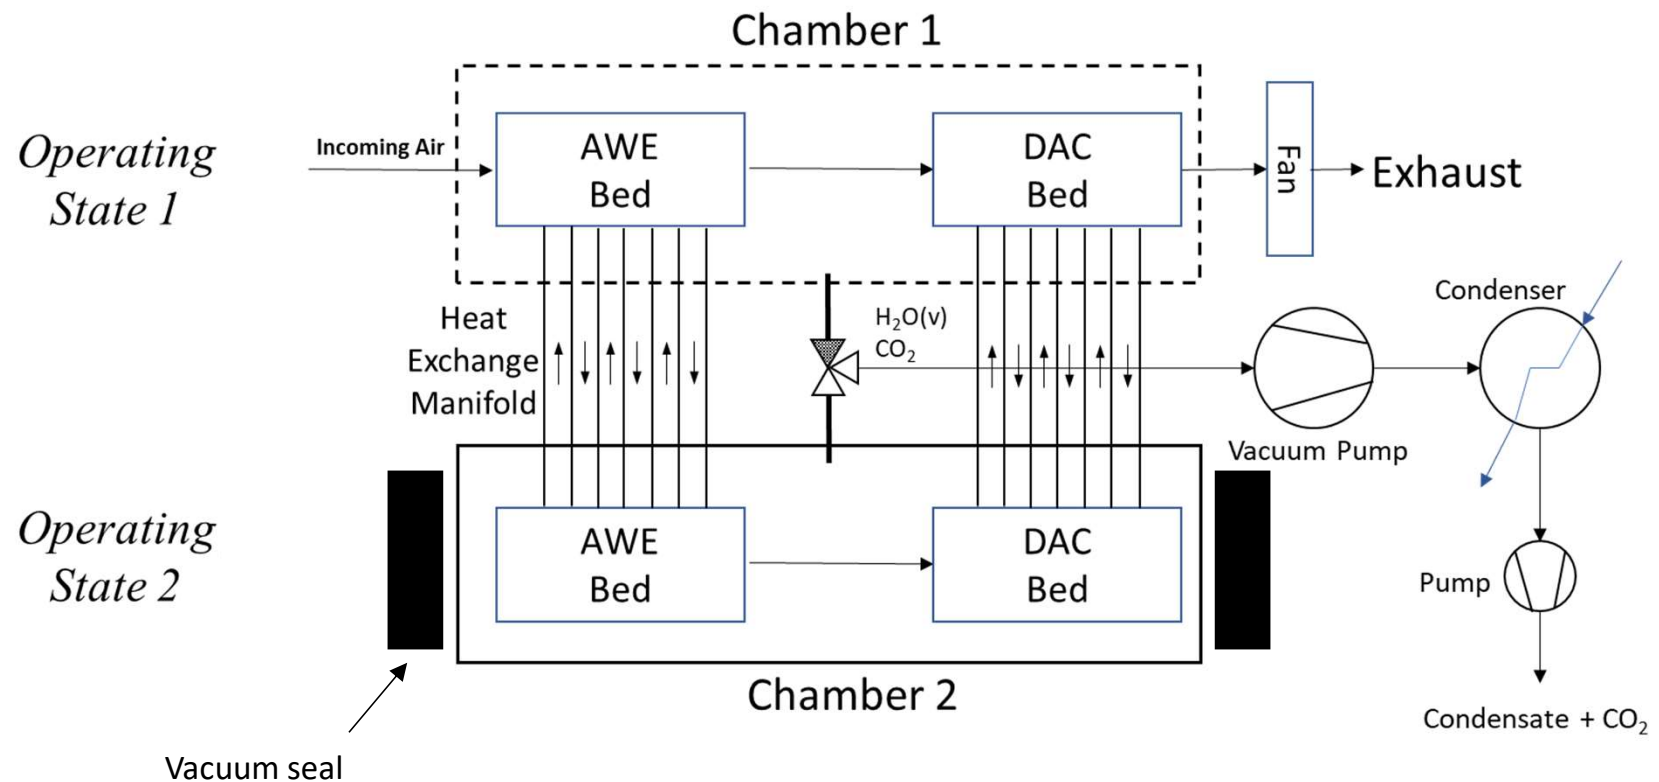 Chamber 1
Operating
State 1
Incoming Air
AWE
Bed
DAC
Bed
Fan
Exhaust
Heat
Exchange
Manifold
H₂O(v)
CO₂
Condenser
Vacuum Pump
Operating
State 2
AWE
Bed
DAC
Bed
Pump
Chamber 2
Condensate + CO₂
Vacuum seal